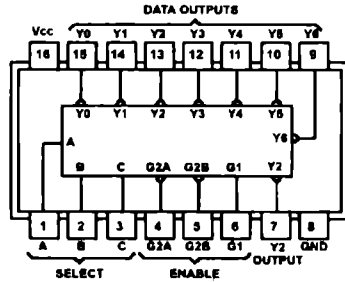 DATA OUTPUTS
Vcc Y0 Y1 Y2 Y3 Y4 Y5 Y6
16 15 14 13 12 11 10 9
Y0 Y1 Y2 Y3 Y4 Y5
A Y6
B C G2A G2B G1 Y2
1 2 3 4 5 6 7 8
A B C G2A G2B G1 Y2 GND
SELECT ENABLE OUTPUT